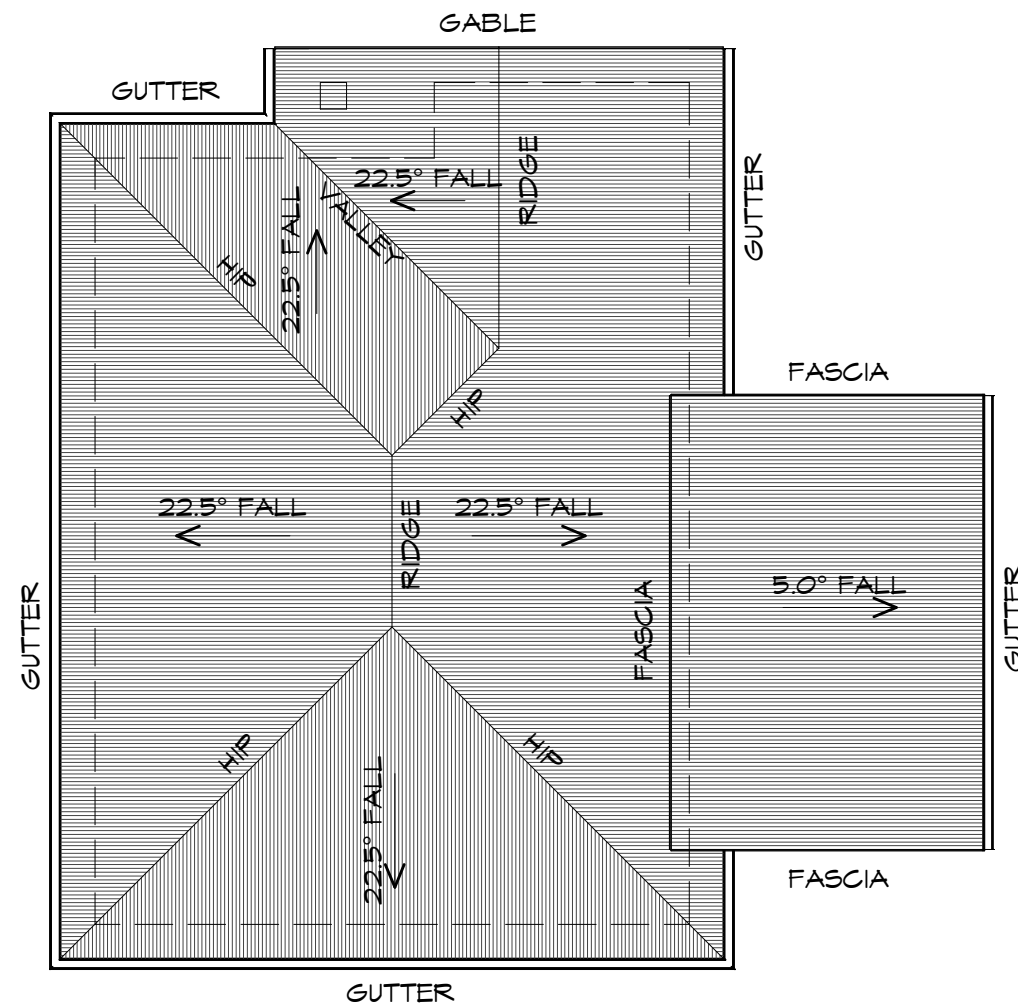 GABLE
GUTTER
RIDGE
22.5° FALL
GUTTER
VALLEY
22.5° FALL
HIP
FASCIA
HIP
22.5° FALL
RIDGE
22.5° FALL
5.0° FALL
FASCIA
GUTTER
GUTTER
HIP
HIP
22.5° FALL
FASCIA
GUTTER